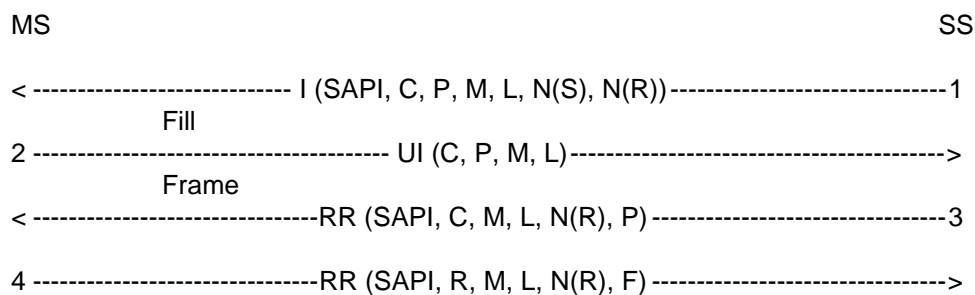 MS SS
< ----------------------------- I (SAPI, C, P, M, L, N(S), N(R))-------------------------------1
Fill
2 ---------------------------------------- UI (C, P, M, L)------------------------------------------>
Frame
< --------------------------------RR (SAPI, C, M, L, N(R), P) ---------------------------------3
4 --------------------------------RR (SAPI, R, M, L, N(R), F) --------------------------------->